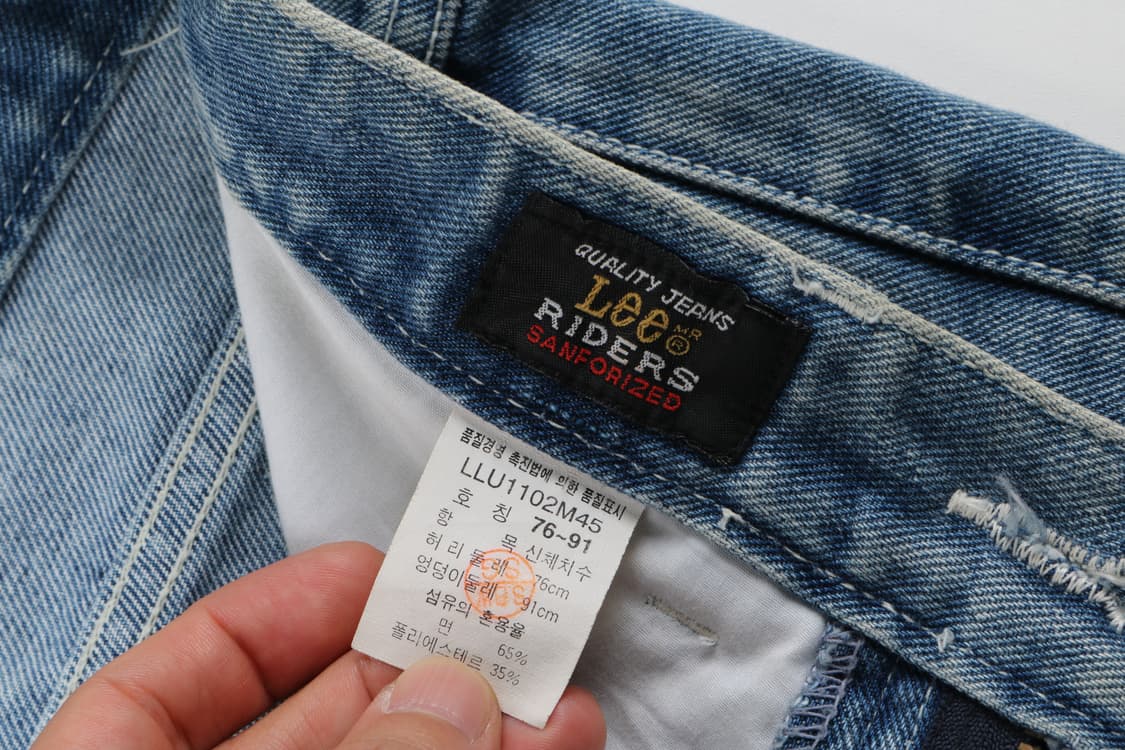 QUALITY JEANS
Lee MR ®
RIDERS
SANFORIZED
품질경영 촉진법에 의한 품질표시
LLU1102M45
호 칭 76~91
항 목 신체치수
허리둘레 76cm
엉덩이둘레 91cm
섬유의 혼용율
면 65%
폴리에스테르 35%